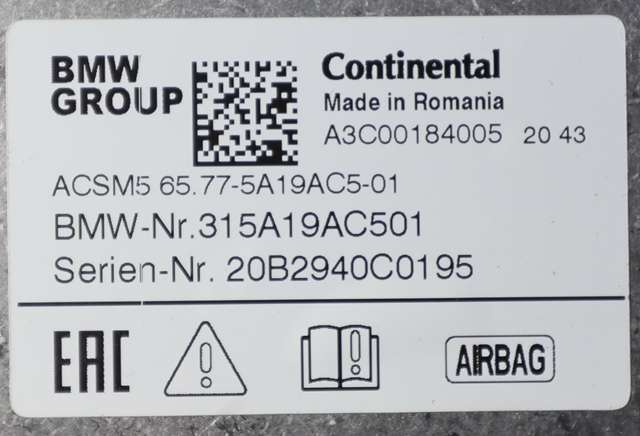 BMW
GROUP
Continental
Made in Romania
A3C00184005 20 43
ACSM5 65.77-5A19AC5-01
BMW-Nr.315A19AC501
Serien-Nr. 20B2940C0195
EAC
AIRBAG